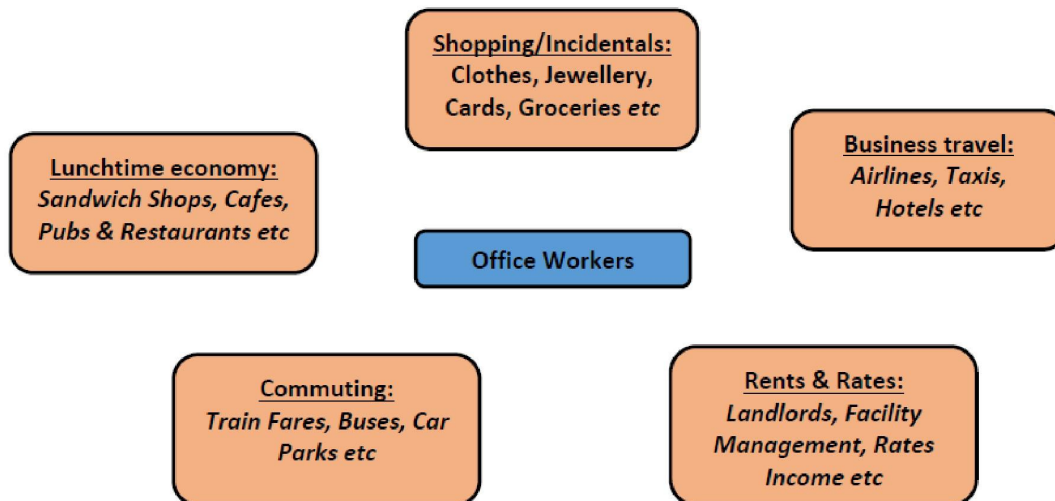 Shopping/Incidentals:
Clothes, Jewellery,
Cards, Groceries etc
Lunchtime economy:
Sandwich Shops, Cafes,
Pubs & Restaurants etc
Business travel:
Airlines, Taxis,
Hotels etc
Office Workers
Commuting:
Train Fares, Buses, Car
Parks etc
Rents & Rates:
Landlords, Facility
Management, Rates
Income etc